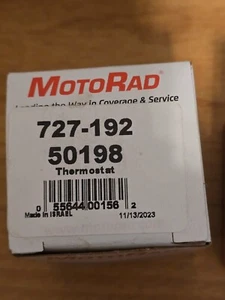 MOTORAD®
Leading the Way in Coverage & Service
727-192
50198
Thermostat
0 55644 00156 2
Made in ISRAEL 11/13/2023